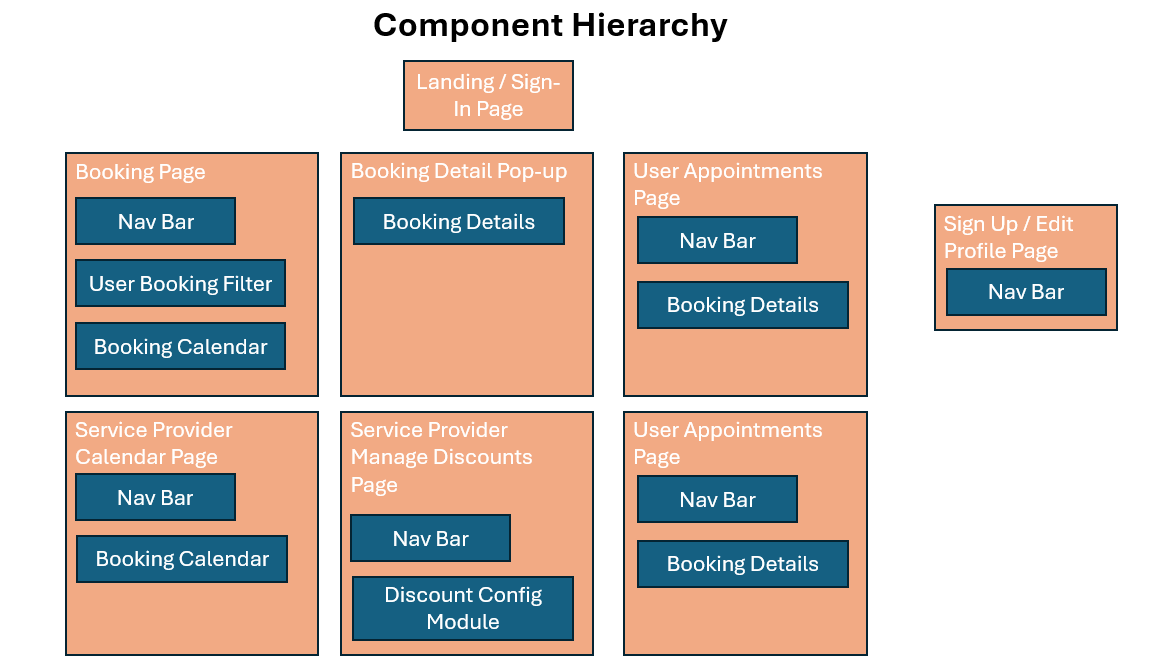 Component Hierarchy
Landing / Sign-
In Page
Booking Page
Nav Bar
User Booking Filter
Booking Calendar
Booking Detail Pop-up
Booking Details
User Appointments
Page
Nav Bar
Booking Details
Sign Up / Edit
Profile Page
Nav Bar
Service Provider
Calendar Page
Nav Bar
Booking Calendar
Service Provider
Manage Discounts
Page
Nav Bar
Discount Config
Module
User Appointments
Page
Nav Bar
Booking Details